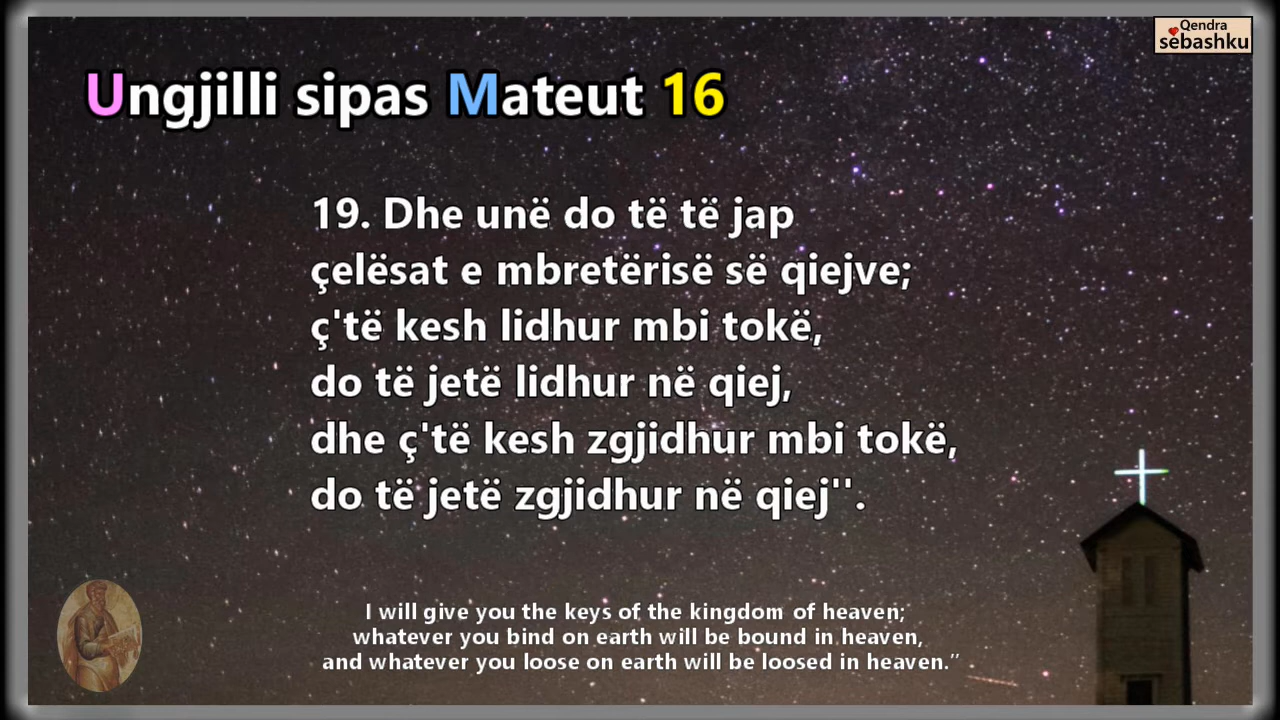 Qendra
sëbashku
Ungjilli sipas Mateut 16
19. Dhe unë do të të jap
çelësat e mbretërisë së qiejve;
ç'të kesh lidhur mbi tokë,
do të jetë lidhur në qiej,
dhe ç'të kesh zgjidhur mbi tokë,
do të jetë zgjidhur në qiej''.
I will give you the keys of the kingdom of heaven;
whatever you bind on earth will be bound in heaven,
and whatever you loose on earth will be loosed in heaven.”